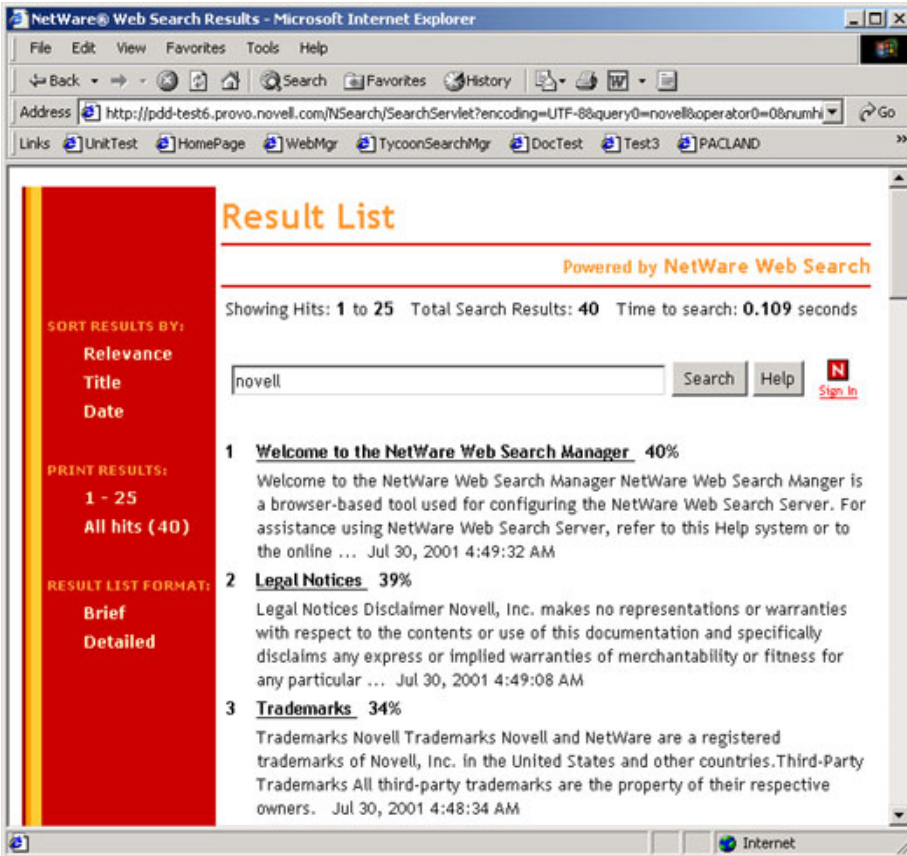 NetWare® Web Search Results - Microsoft Internet Explorer
File Edit View Favorites Tools Help
Back Search Favorites History
Address http://pdd-test6.provo.novell.com/NSearch/SearchServlet?encoding=UTF-8&query0=novell&operator0=0&numhi Go
Links UnitTest HomePage WebMgr TycoonSearchMgr DocTest Test3 PACLAND »
Result List
Powered by NetWare Web Search
Showing Hits: 1 to 25 Total Search Results: 40 Time to search: 0.109 seconds
SORT RESULTS BY:
Relevance
Title
Date
PRINT RESULTS:
1 - 25
All hits (40)
RESULT LIST FORMAT:
Brief
Detailed
novell Search Help N
Sign In
1 Welcome to the NetWare Web Search Manager 40%
Welcome to the NetWare Web Search Manager NetWare Web Search Manger is
a browser-based tool used for configuring the NetWare Web Search Server. For
assistance using NetWare Web Search Server, refer to this Help system or to
the online ... Jul 30, 2001 4:49:32 AM
2 Legal Notices 39%
Legal Notices Disclaimer Novell, Inc. makes no representations or warranties
with respect to the contents or use of this documentation and specifically
disclaims any express or implied warranties of merchantability or fitness for
any particular ... Jul 30, 2001 4:49:08 AM
3 Trademarks 34%
Trademarks Novell Trademarks Novell and NetWare are a registered
trademarks of Novell, Inc. in the United States and other countries.Third-Party
Trademarks All third-party trademarks are the property of their respective
owners. Jul 30, 2001 4:48:34 AM
Internet